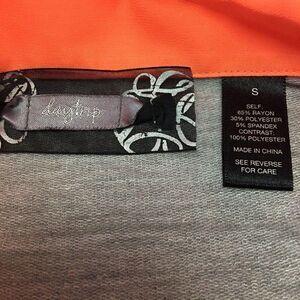 daytrip
S
SELF:
65% RAYON
30% POLYESTER
5% SPANDEX
CONTRAST:
100% POLYESTER
MADE IN CHINA
SEE REVERSE
FOR CARE